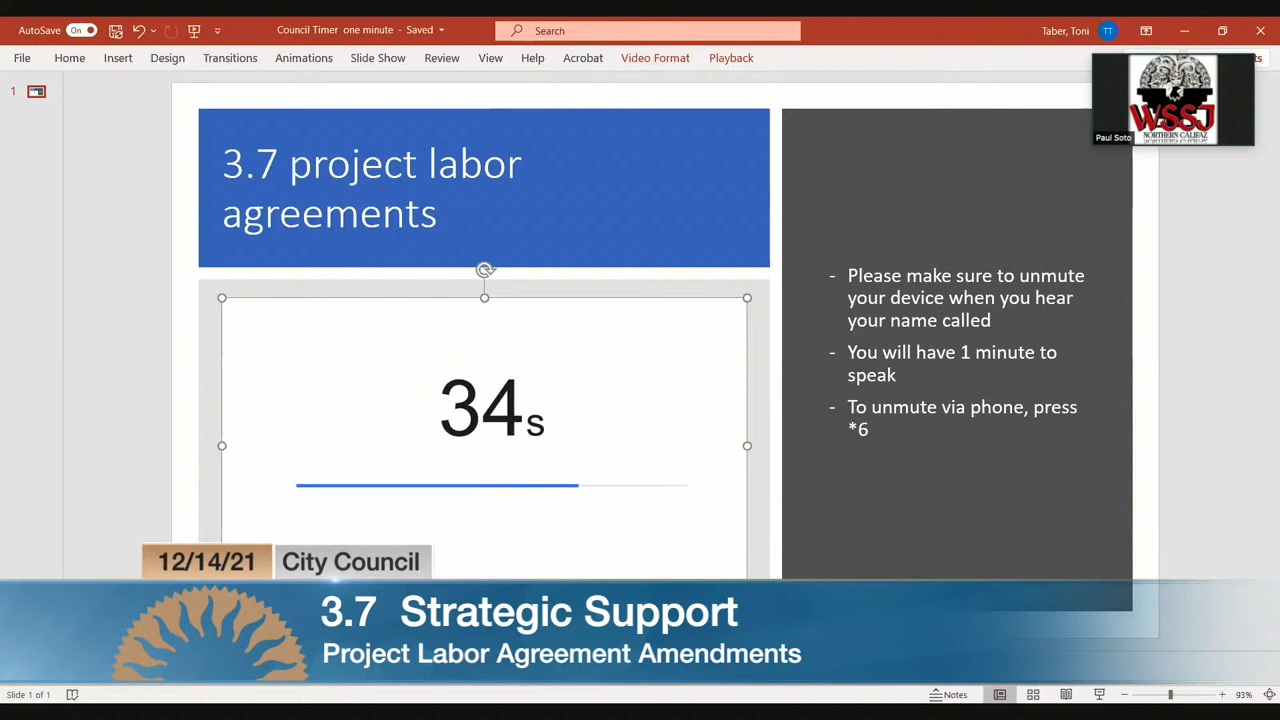 AutoSave On Council Timer one minute - Saved Search Taber, Toni TT
File Home Insert Design Transitions Animations Slide Show Review View Help Acrobat Video Format Playback
1
WSSJ
NORTHERN CALIFAZ
Paul Soto
3.7 project labor
agreements
34s
- Please make sure to unmute
your device when you hear
your name called
- You will have 1 minute to
speak
- To unmute via phone, press
*6
12/14/21 City Council
3.7 Strategic Support
Project Labor Agreement Amendments
Slide 1 of 1 Notes 93%